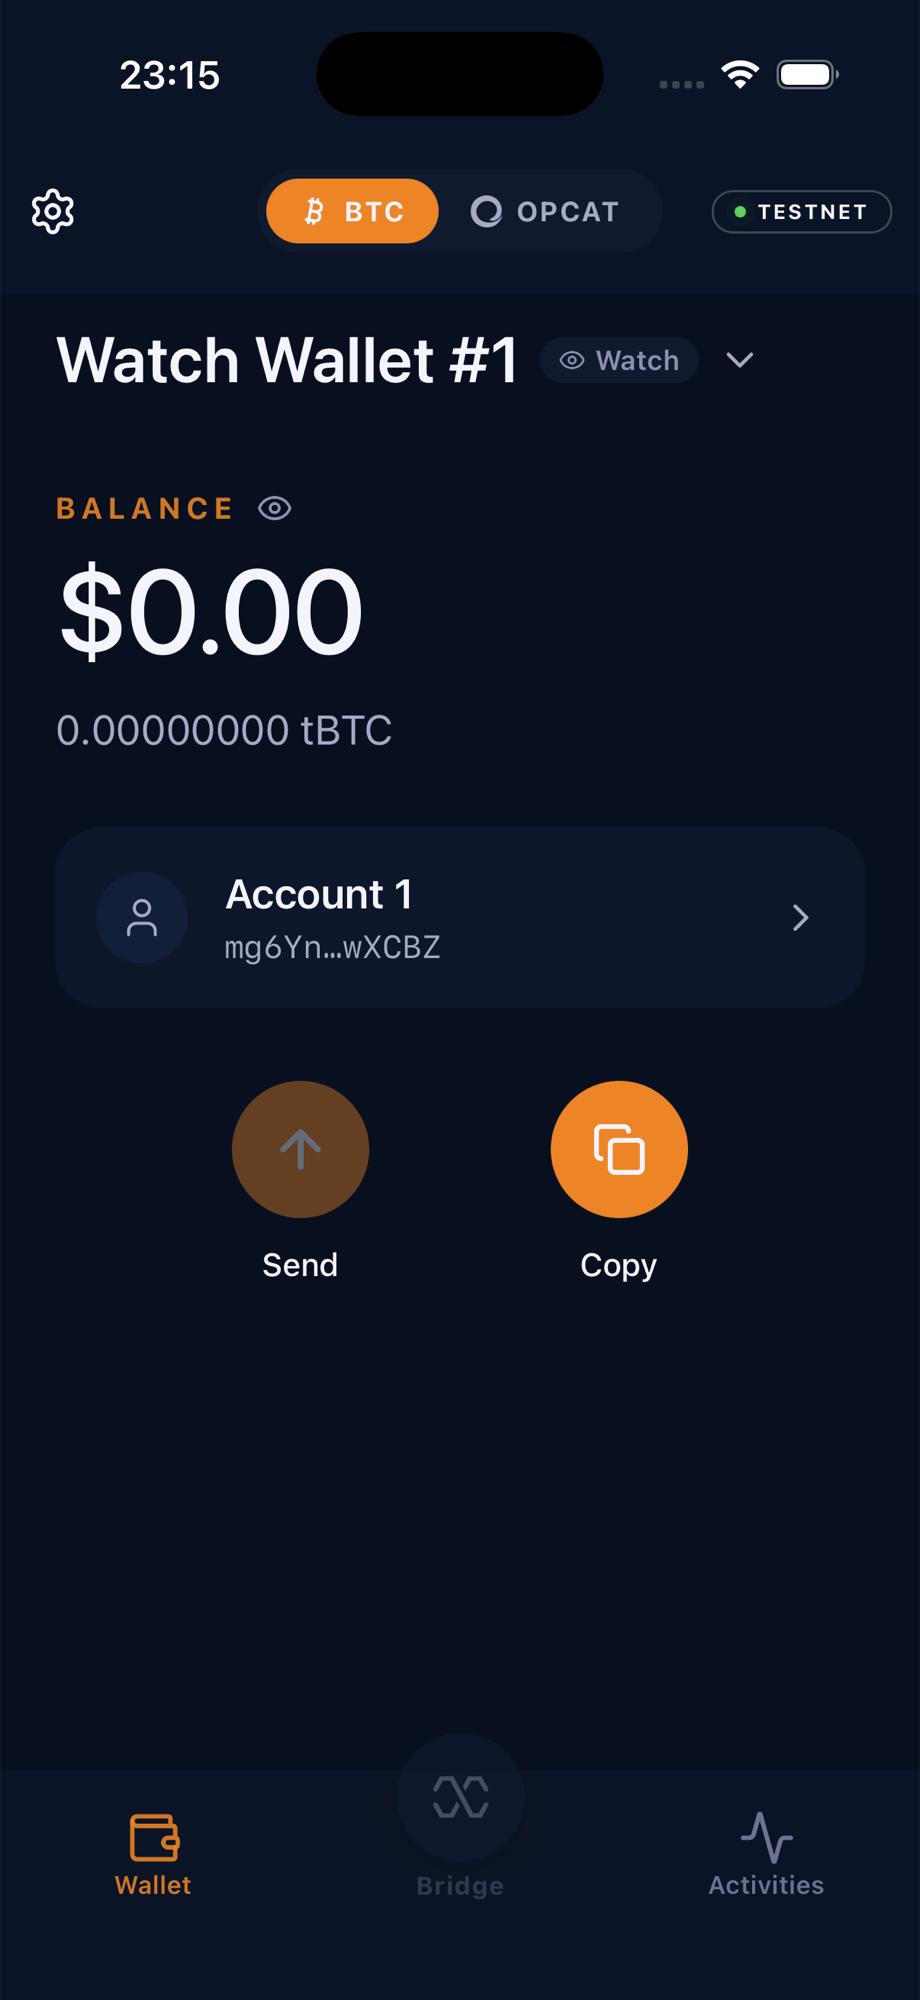 23:15
BTC
OPCAT
TESTNET
Watch Wallet #1
Watch
BALANCE
$0.00
0.00000000 tBTC
Account 1
mg6Yn…wXCBZ
Send
Copy
Wallet
Bridge
Activities